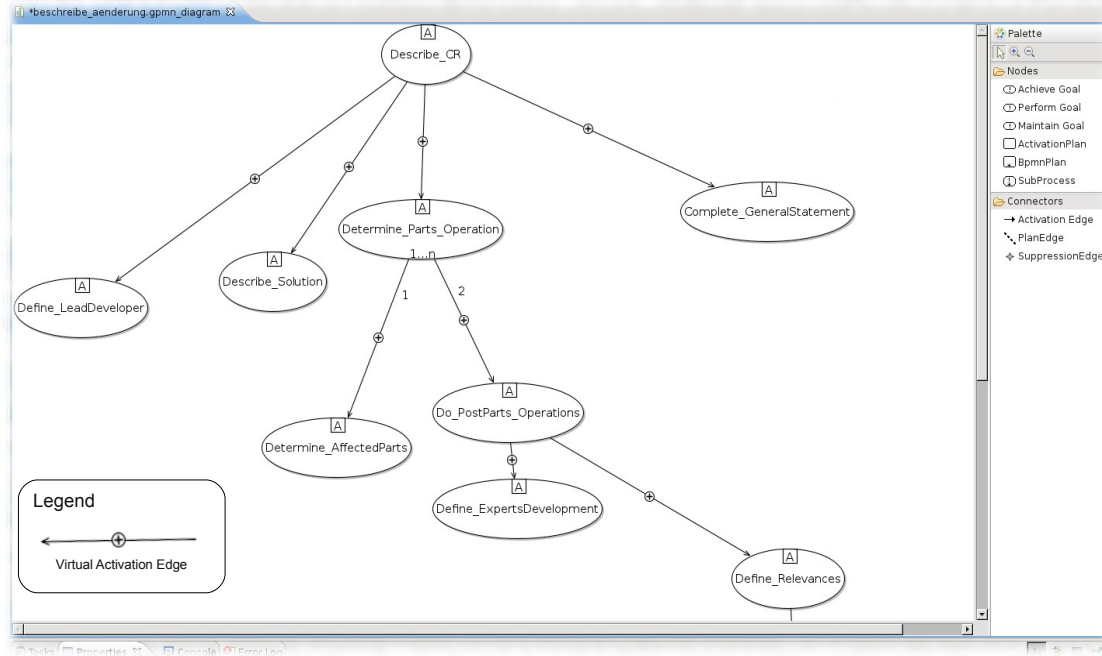 *beschreibe_aenderung.gpmn_diagram
A
Describe_CR
A
Determine_Parts_Operation
1...n
A
Complete_GeneralStatement
A
Describe_Solution
A
Define_LeadDeveloper
1
2
A
Do_PostParts_Operations
A
Determine_AffectedParts
A
Define_ExpertsDevelopment
A
Define_Relevances
Legend
Virtual Activation Edge
Palette
Nodes
Achieve Goal
Perform Goal
Maintain Goal
ActivationPlan
BpmnPlan
SubProcess
Connectors
Activation Edge
PlanEdge
SuppressionEdge
Tasks
Properties
Console
Error Log